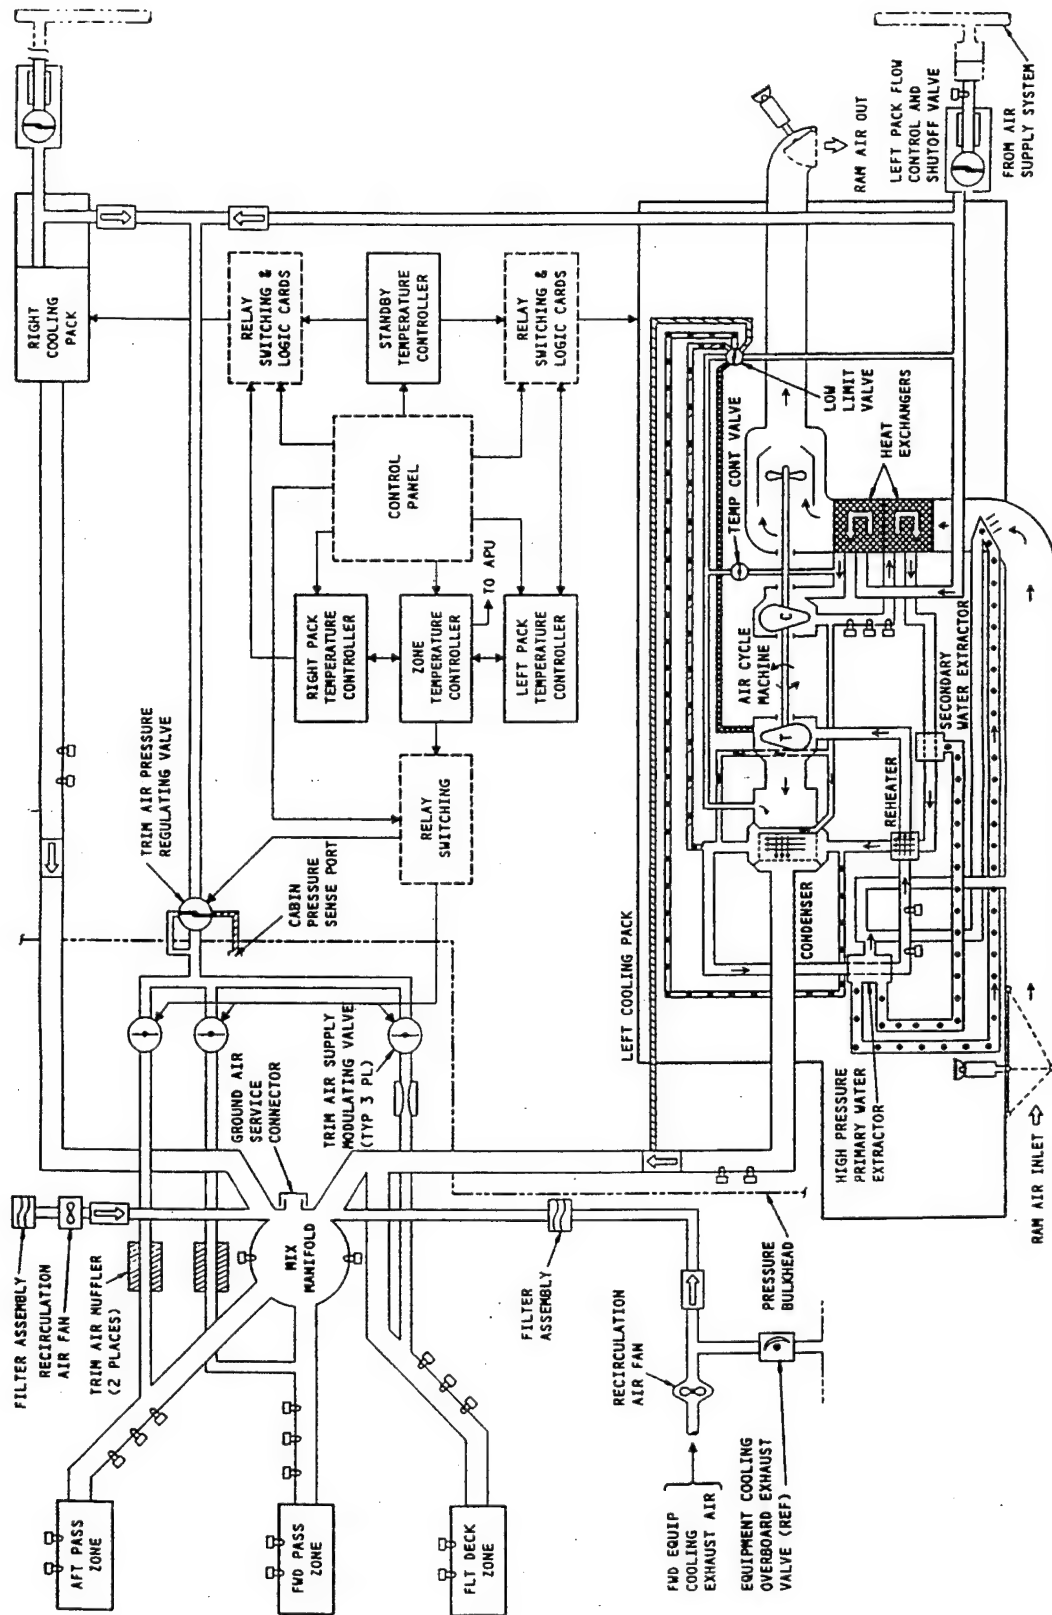 FILTER ASSEMBLY
RECIRCULATION
AIR FAN
TRIM AIR MUFFLER
(2 PLACES)
AFT PASS
ZONE
FWD PASS
ZONE
FLT DECK
ZONE
MIX
MANIFOLD
GROUND AIR
SERVICE
CONNECTOR
TRIM AIR SUPPLY
MODULATING VALVE
(TYP 3 PL)
FILTER
ASSEMBLY
RECIRCULATION
AIR FAN
FWD EQUIP
COOLING
EXHAUST AIR
EQUIPMENT COOLING
OVERBOARD EXHAUST
VALVE (REF)
PRESSURE
BULKHEAD
TRIM AIR PRESSURE
REGULATING VALVE
CABIN
PRESSURE
SENSE PORT
RELAY
SWITCHING
RIGHT PACK
TEMPERATURE
CONTROLLER
ZONE
TEMPERATURE
CONTROLLER
LEFT PACK
TEMPERATURE
CONTROLLER
TO APU
CONTROL
PANEL
RELAY
SWITCHING &
LOGIC CARDS
STANDBY
TEMPERATURE
CONTROLLER
RELAY
SWITCHING &
LOGIC CARDS
RIGHT
COOLING
PACK
LEFT COOLING PACK
CONDENSER
HIGH PRESSURE
PRIMARY WATER
EXTRACTOR
RAM AIR INLET
REHEATER
SECONDARY
WATER EXTRACTOR
AIR CYCLE
MACHINE
T
C
TEMP CONT VALVE
LOW
LIMIT
VALVE
HEAT
EXCHANGERS
RAM AIR OUT
LEFT PACK FLOW
CONTROL AND
SHUTOFF VALVE
FROM AIR
SUPPLY SYSTEM